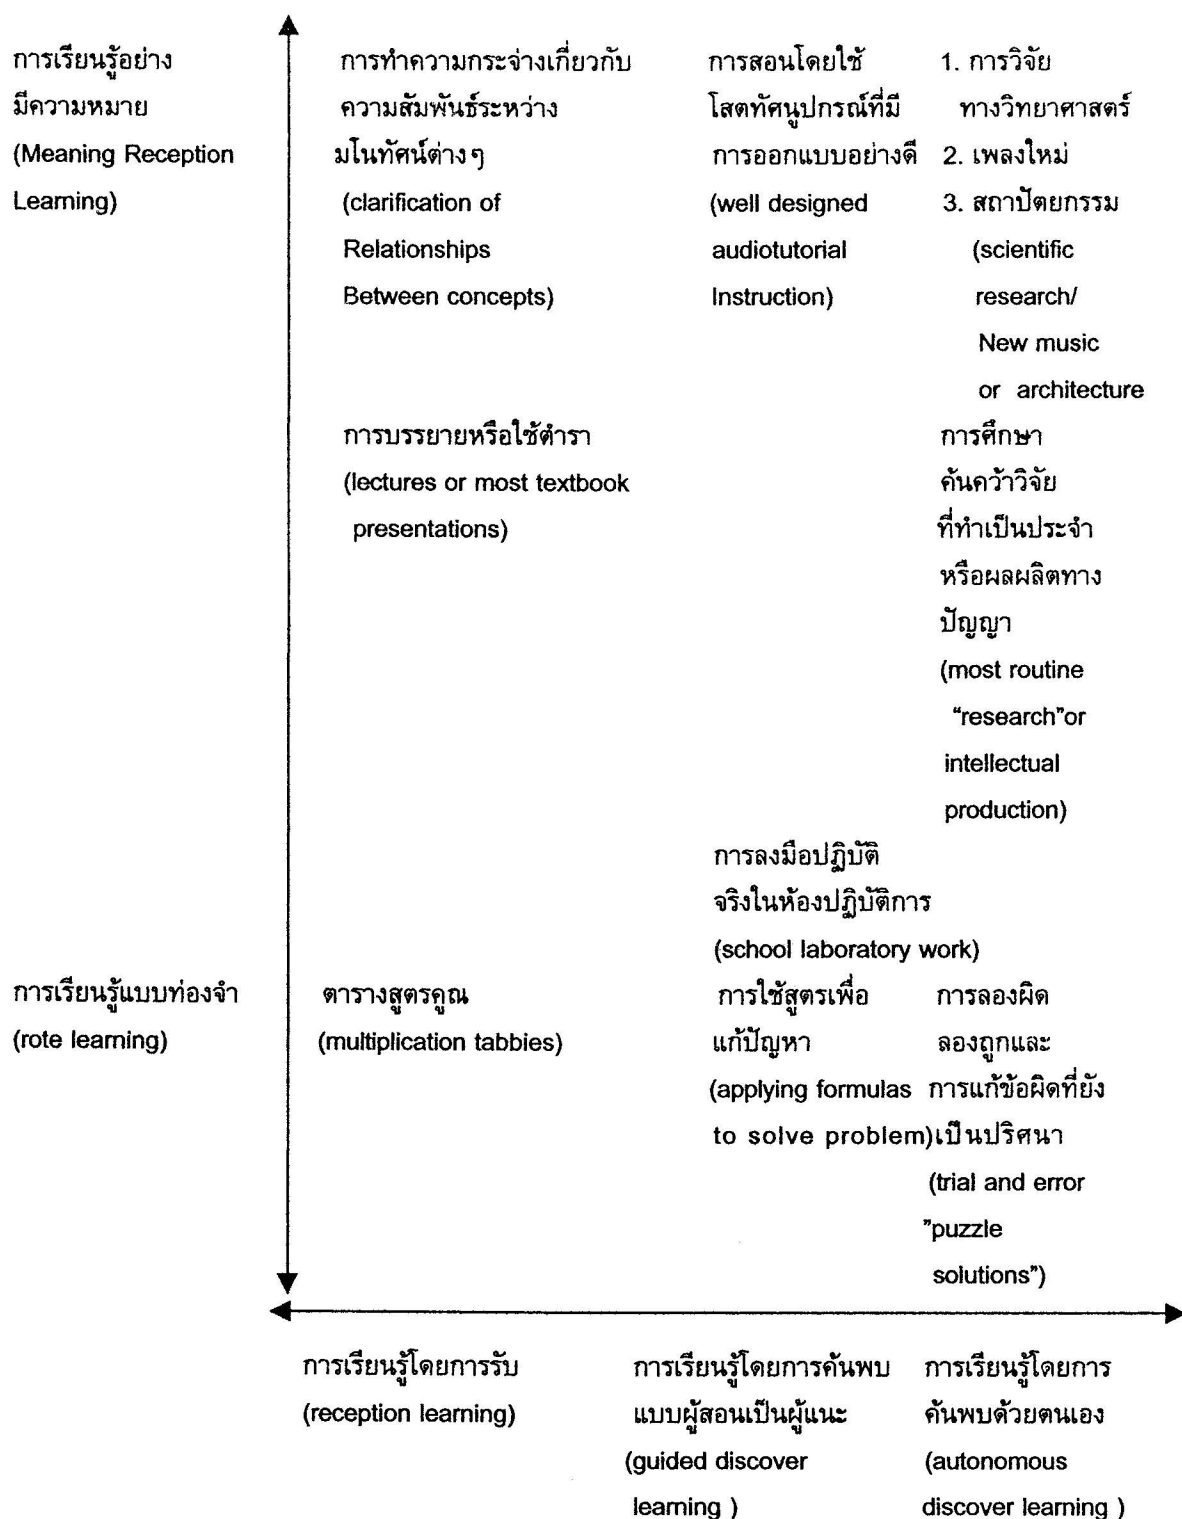 การเรียนรู้อย่าง
มีความหมาย
(Meaning Reception
Learning)
การทำความกระจ่างเกี่ยวกับ
ความสัมพันธ์ระหว่าง
มโนทัศน์ต่างๆ
(clarification of
Relationships
Between concepts)
การสอนโดยใช้
โสตทัศนูปกรณ์ที่มี
การออกแบบอย่างดี
(well designed
audiotutorial
Instruction)
1. การวิจัย
ทางวิทยาศาสตร์
2. เพลงใหม่
3. สถาปัตยกรรม
(scientific
research/
New music
or architecture
การบรรยายหรือใช้ตำรา
(lectures or most textbook
presentations)
การศึกษา
ค้นคว้าวิจัย
ที่ทำเป็นประจำ
หรือผลผลิตทาง
ปัญญา
(most routine
“research”or
intellectual
production)
การลงมือปฏิบัติ
จริงในห้องปฏิบัติการ
(school laboratory work)
การเรียนรู้แบบท่องจำ
(rote learning)
ตารางสูตรคูณ
(multiplication tabbies)
การใช้สูตรเพื่อ
แก้ปัญหา
(applying formulas
to solve problem)
การลองผิด
ลองถูกและ
การแก้ข้อผิดที่ยัง
เป็นปริศนา
(trial and error
”puzzle
solutions”)
การเรียนรู้โดยการรับ
(reception learning)
การเรียนรู้โดยการค้นพบ
แบบผู้สอนเป็นผู้แนะ
(guided discover
learning )
การเรียนรู้โดยการ
ค้นพบด้วยตนเอง
(autonomous
discover learning )